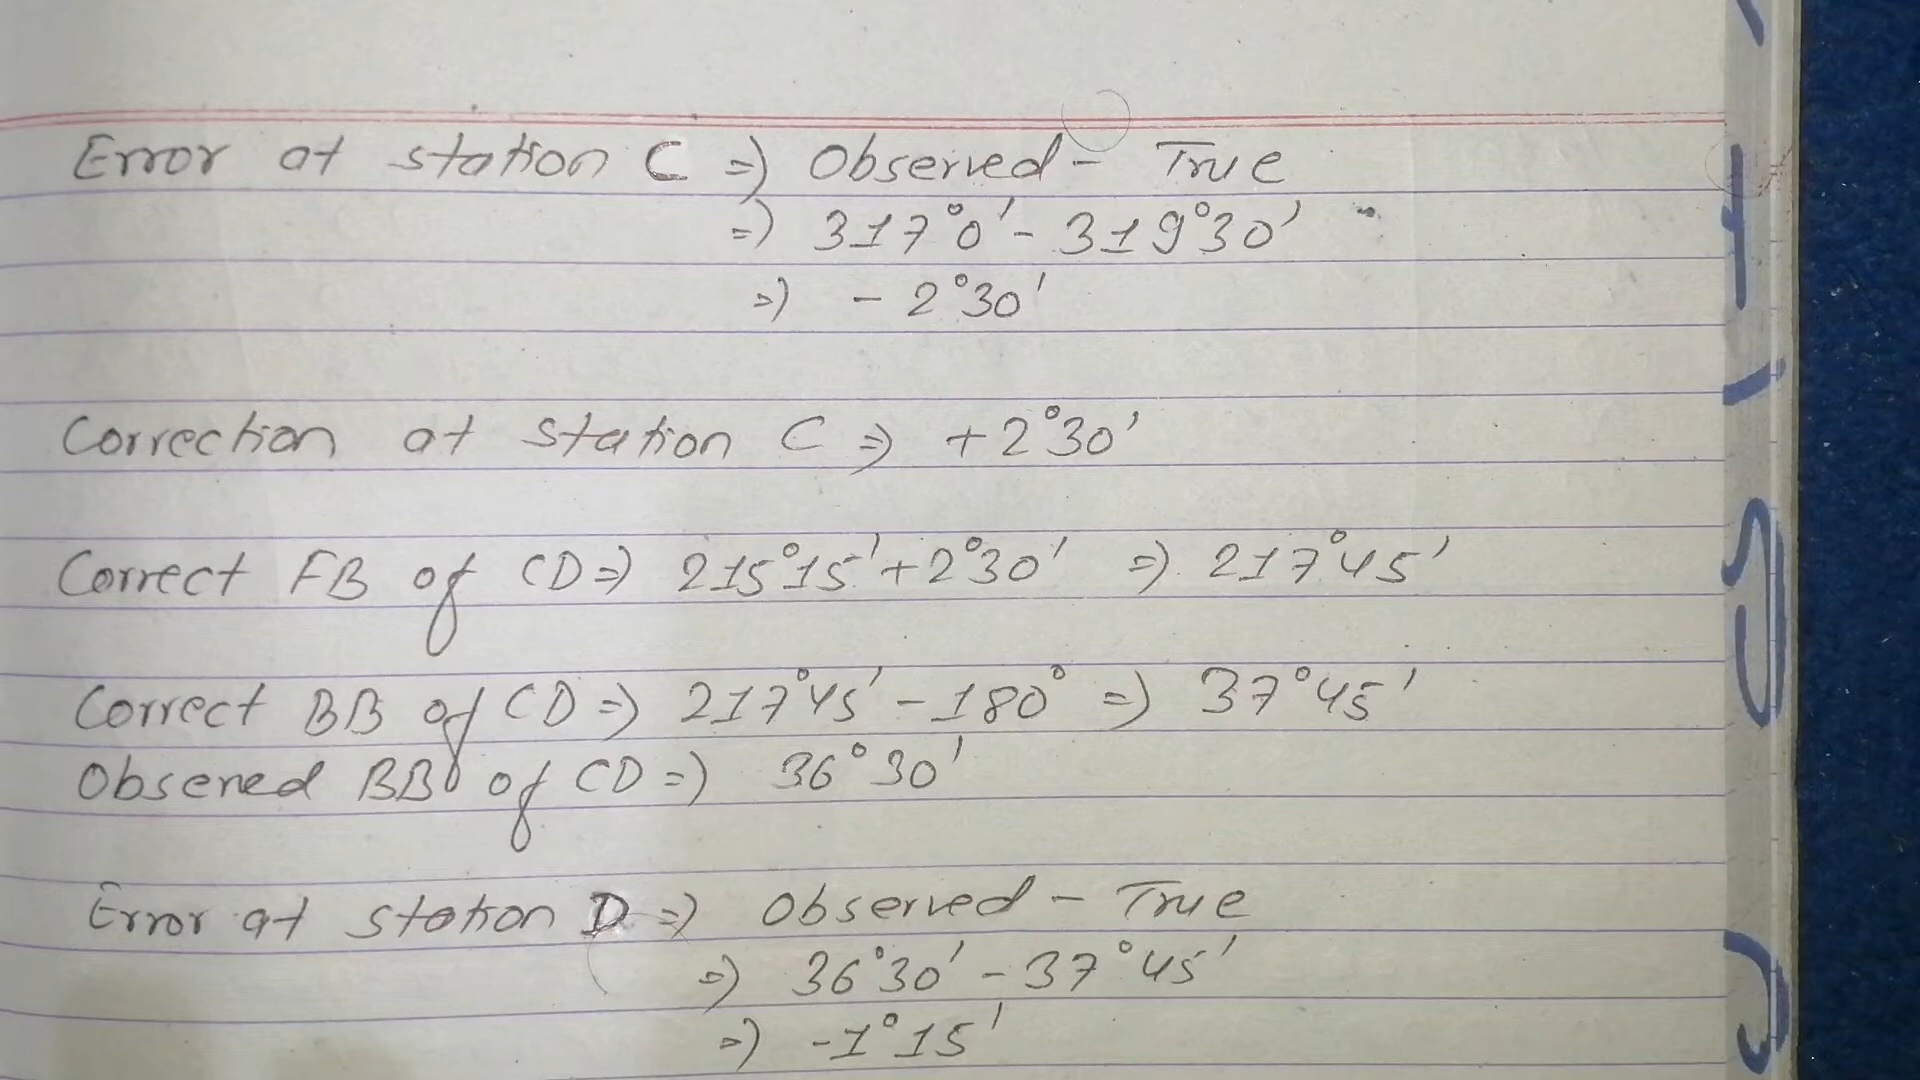 Error at station C => Observed - True
=> 317°0' - 319°30'
=> - 2°30'
Correction at station C => +2°30'
Correct FB of CD => 215°15' + 2°30' => 217°45'
Correct BB of CD => 217°45' - 180° => 37°45'
Obsered BB of CD => 36°30'
Error at station D => Observed - True
=> 36°30' - 37°45'
=> -1°15'